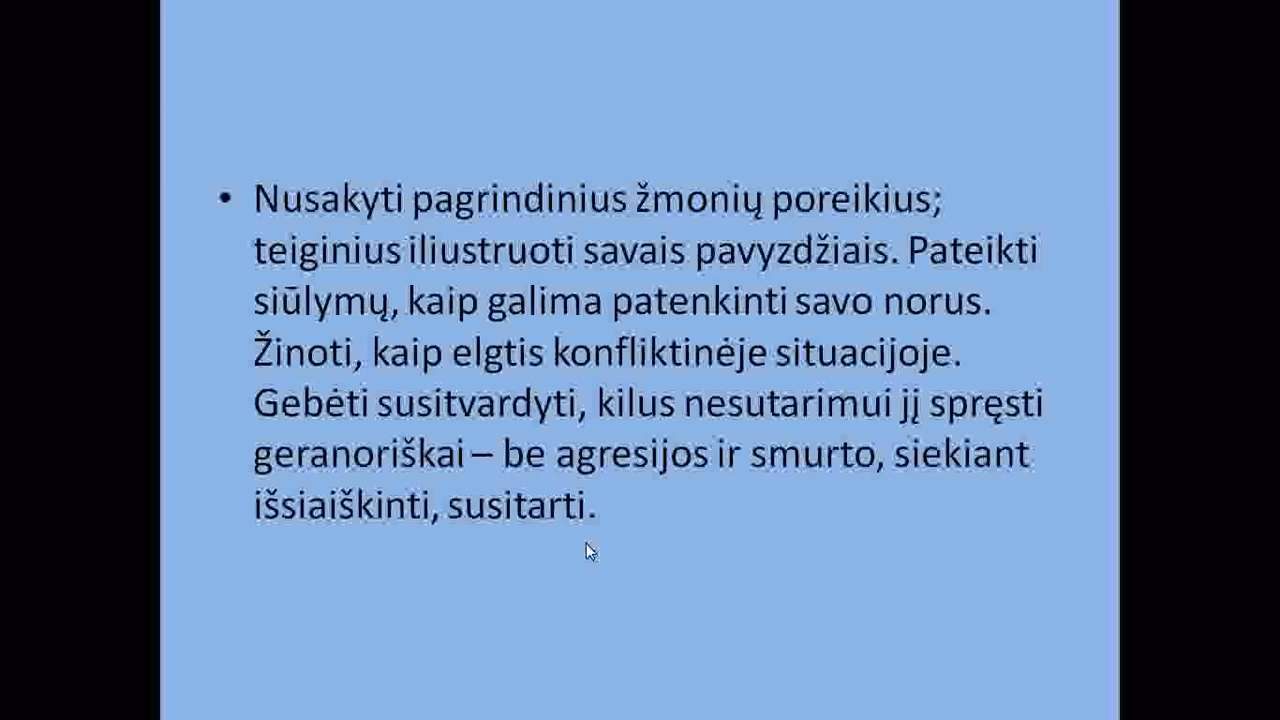 • Nusakyti pagrindinius žmonių poreikius;
teiginius iliustruoti savais pavyzdžiais. Pateikti
siūlymų, kaip galima patenkinti savo norus.
Žinoti, kaip elgtis konfliktinėje situacijoje.
Gebėti susitvardyti, kilus nesutarimui jį spręsti
geranoriškai – be agresijos ir smurto, siekiant
išsiaiškinti, susitarti.